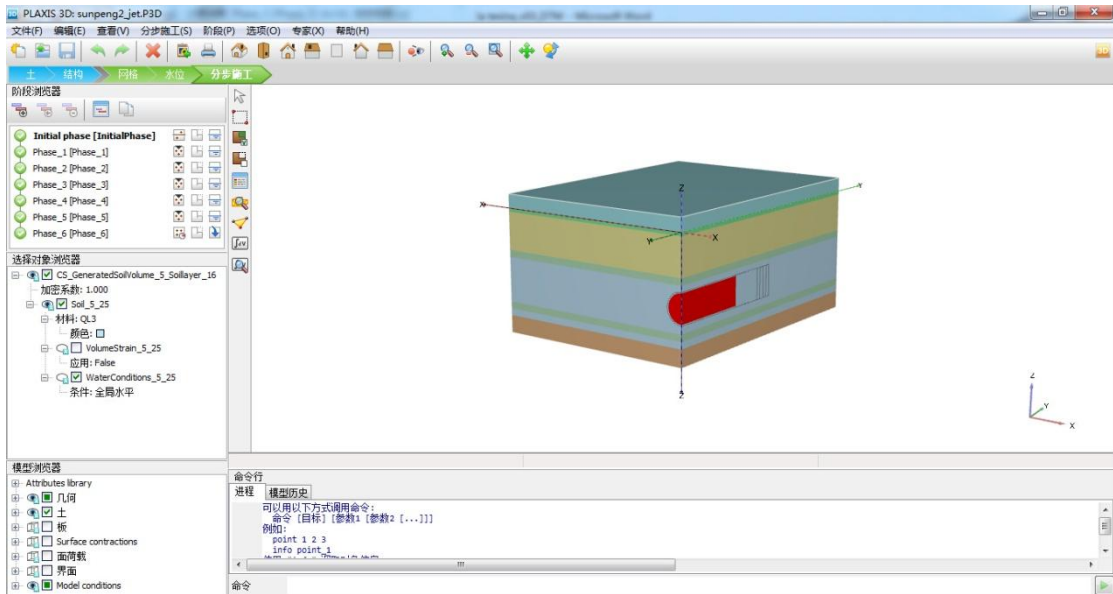 PLAXIS 3D: sunpeng2_jet.P3D
文件(F) 编辑(E) 查看(V) 分步施工(S) 阶段(P) 选项(O) 专家(X) 帮助(H)
土 结构 网格 水位 分步施工
阶段浏览器
Initial phase [InitialPhase]
Phase_1 [Phase_1]
Phase_2 [Phase_2]
Phase_3 [Phase_3]
Phase_4 [Phase_4]
Phase_5 [Phase_5]
Phase_6 [Phase_6]
选择对象浏览器
CS_GeneratedSoilVolume_5_Soillayer_16
加密系数: 1.000
Soil_5_25
材料: QL3
颜色:
VolumeStrain_5_25
应用: False
WaterConditions_5_25
条件: 全局水平
Z
X
Y
X
Y
Z
Z
Y
X
模型浏览器
Attributes library
几何
土
板
Surface contractions
面荷载
界面
Model conditions
命令行
进程 模型历史
可以用以下方式调用命令:
命令 [目标] [参数1 [参数2 [...]]]
例如:
point 1 2 3
info point_1
命令